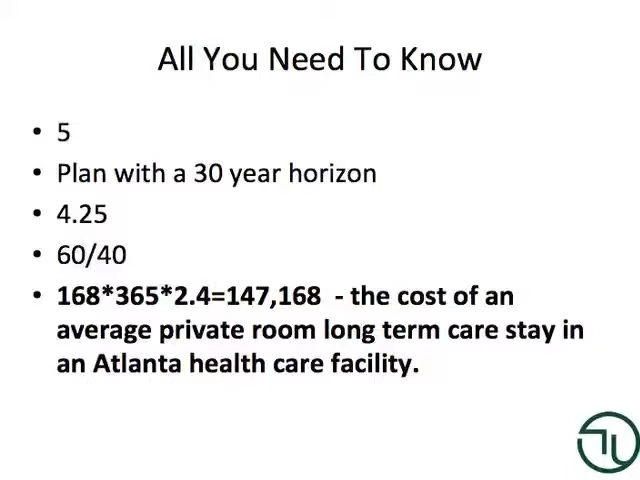 All You Need To Know
• 5
• Plan with a 30 year horizon
• 4.25
• 60/40
• 168*365*2.4=147,168 - the cost of an
average private room long term care stay in
an Atlanta health care facility.